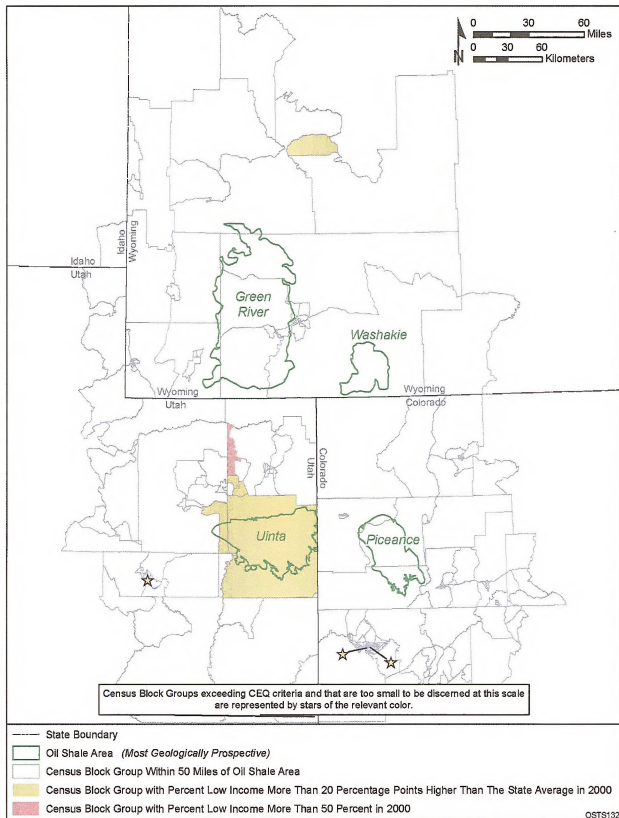 0 30 60
Miles
N
0 30 60
Kilometers
Idaho
Wyoming
Idaho
Utah
Green
River
Washakie
Wyoming
Utah
Wyoming
Colorado
Colorado
Utah
Uinta
Piceance
Census Block Groups exceeding CEQ criteria and that are too small to be discerned at this scale
are represented by stars of the relevant color.
State Boundary
Oil Shale Area (Most Geologically Prospective)
Census Block Group Within 50 Miles of Oil Shale Area
Census Block Group with Percent Low Income More Than 20 Percentage Points Higher Than The State Average in 2000
Census Block Group with Percent Low Income More Than 50 Percent in 2000
OSTS132